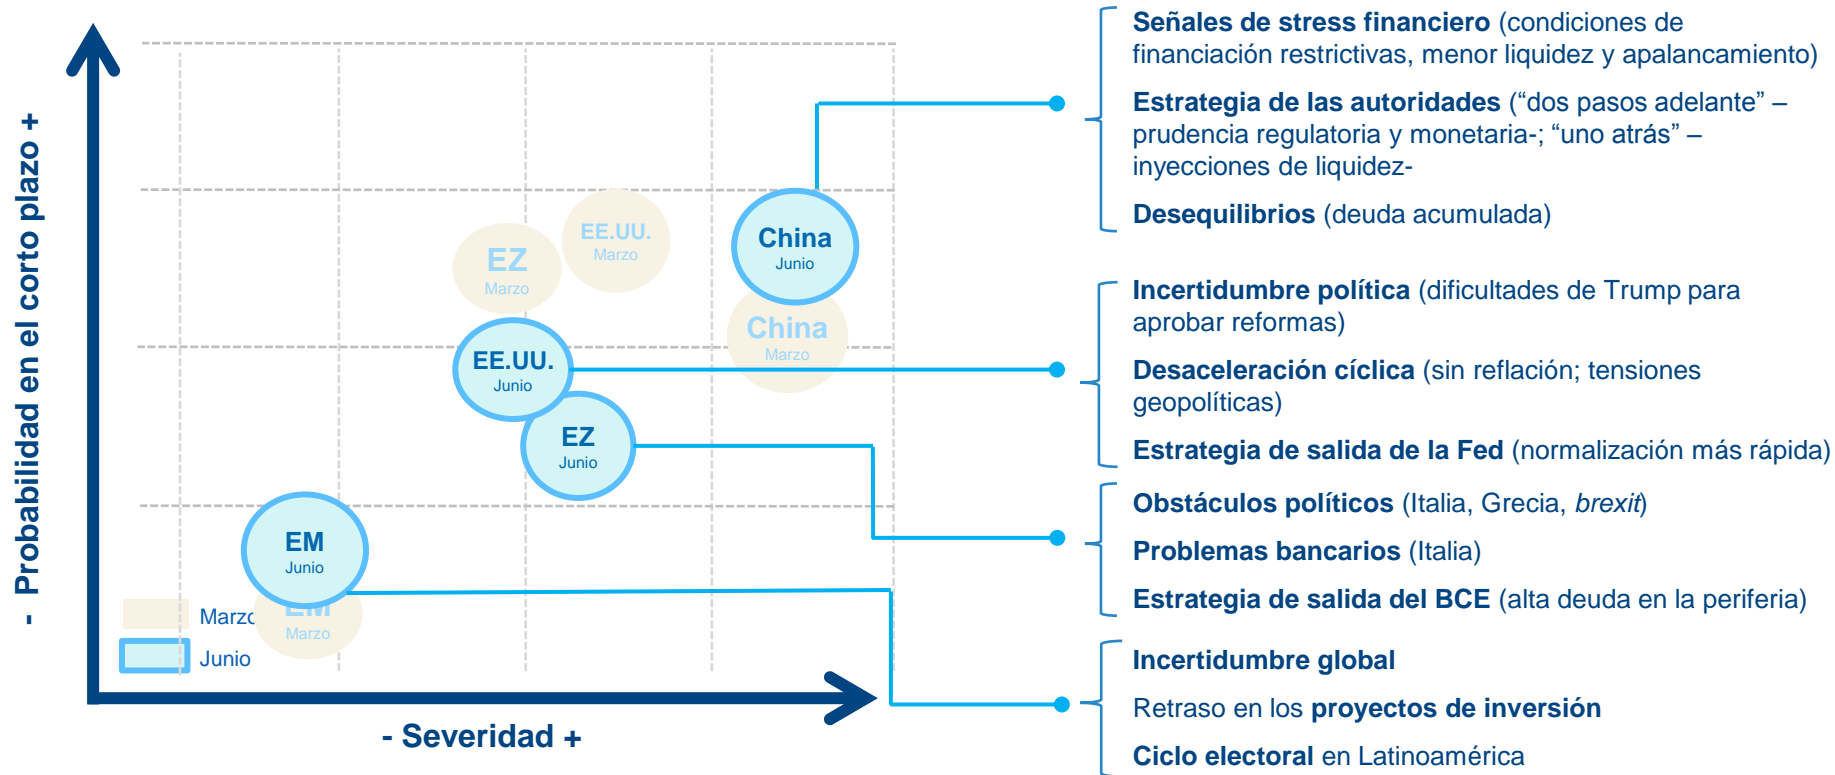 - Probabilidad en el corto plazo +
EZ
Marzo
EE.UU.
Marzo
China
Junio
China
Marzo
EE.UU.
Junio
EZ
Junio
EM
Junio
EM
Marzo
Marzo
Junio
- Severidad +
Señales de stress financiero (condiciones de
financiación restrictivas, menor liquidez y apalancamiento)
Estrategia de las autoridades (“dos pasos adelante” –
prudencia regulatoria y monetaria-; “uno atrás” –
inyecciones de liquidez-
Desequilibrios (deuda acumulada)
Incertidumbre política (dificultades de Trump para
aprobar reformas)
Desaceleración cíclica (sin reflación; tensiones
geopolíticas)
Estrategia de salida de la Fed (normalización más rápida)
Obstáculos políticos (Italia, Grecia, brexit)
Problemas bancarios (Italia)
Estrategia de salida del BCE (alta deuda en la periferia)
Incertidumbre global
Retraso en los proyectos de inversión
Ciclo electoral en Latinoamérica